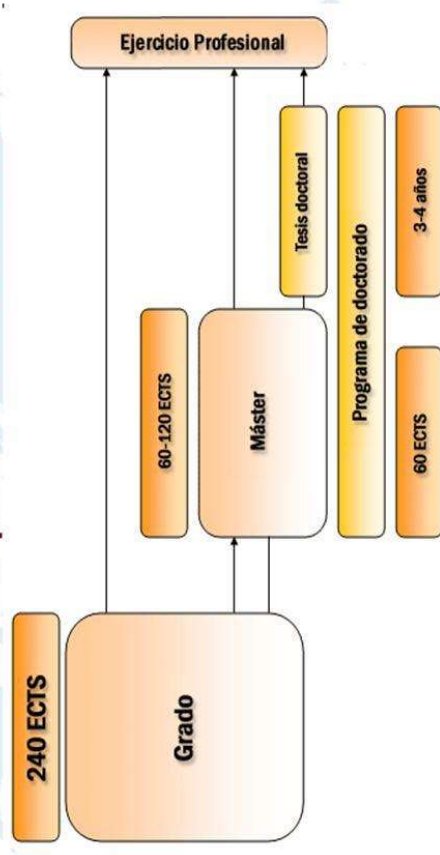 Ejercicio Profesional
Tesis doctoral
3-4 años
Programa de doctorado
60-120 ECTS
Máster
60 ECTS
240 ECTS
Grado